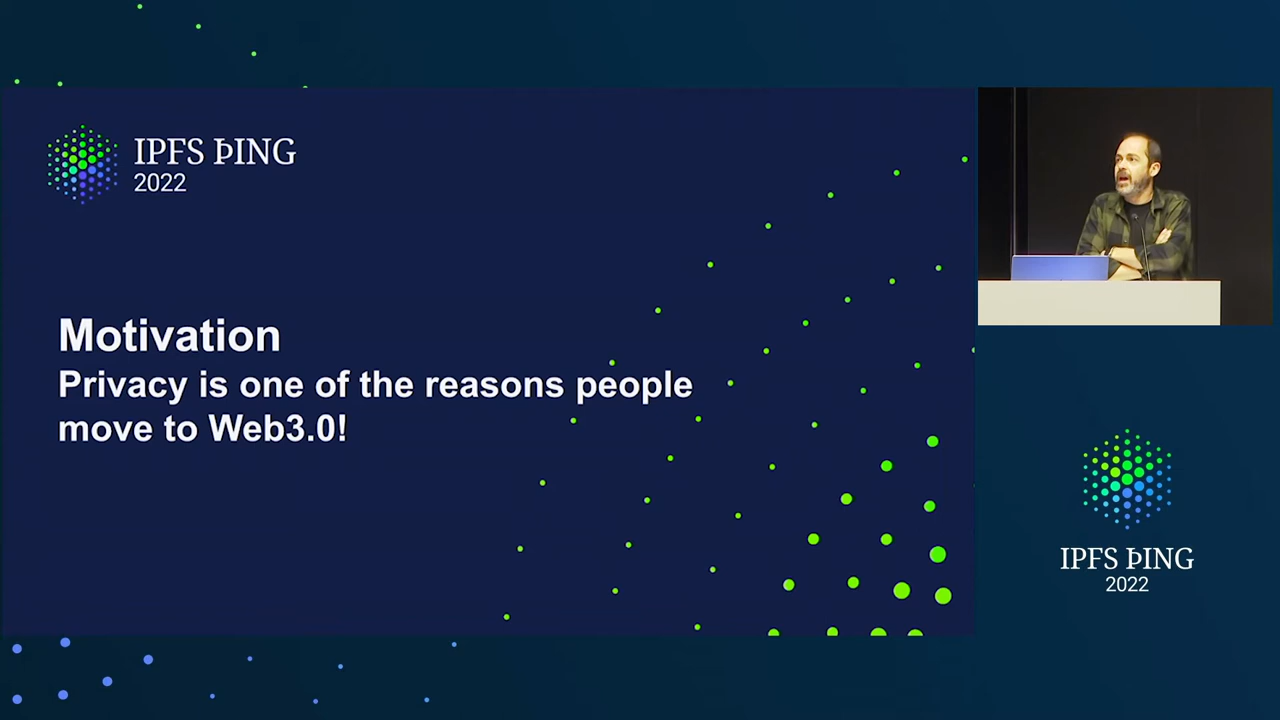 IPFS ÞING
2022
Motivation
Privacy is one of the reasons people
move to Web3.0!
IPFS ÞING
2022